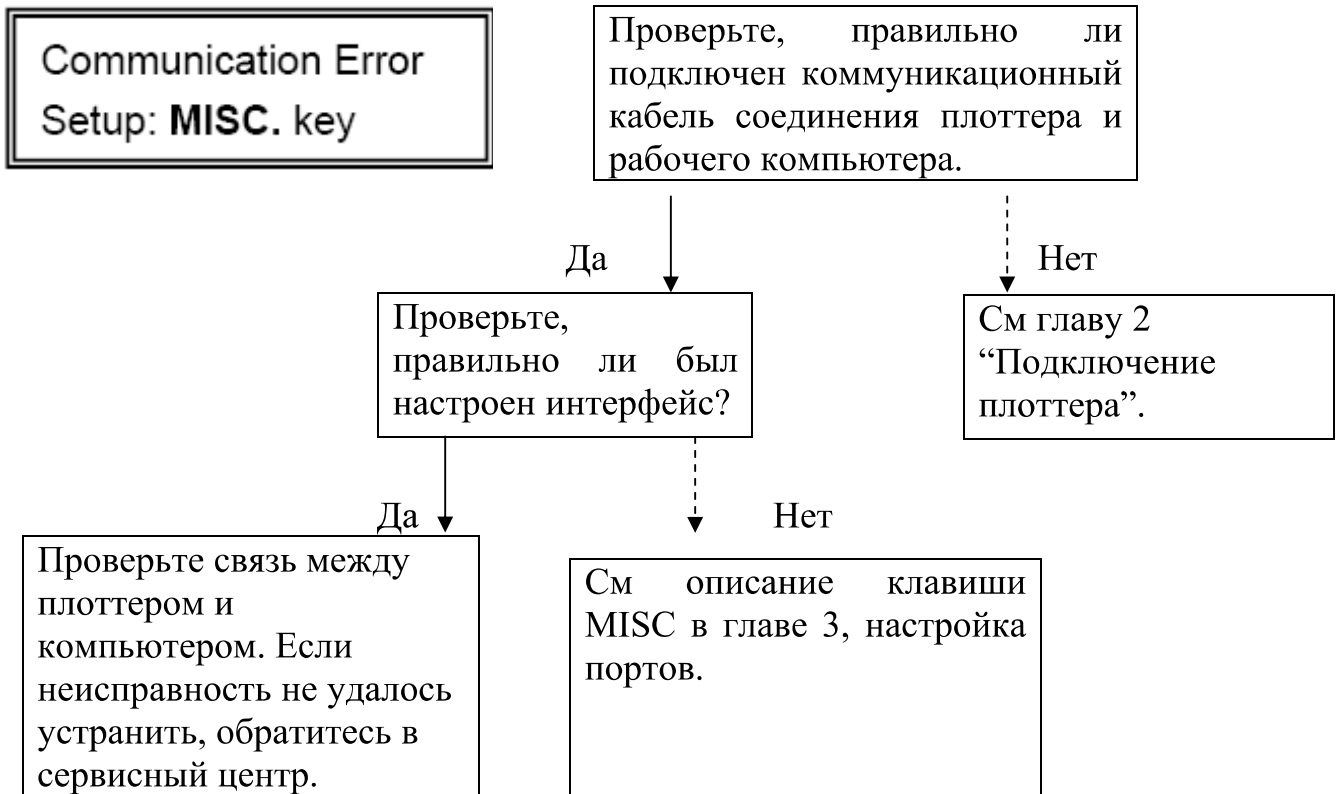 Communication Error
Setup: MISC. key
Проверьте, правильно ли
подключен коммуникационный
кабель соединения плоттера и
рабочего компьютера.
Да
Нет
Проверьте,
правильно ли был
настроен интерфейс?
См главу 2
“Подключение
плоттера”.
Да
Нет
Проверьте связь между
плоттером и
компьютером. Если
неисправность не удалось
устранить, обратитесь в
сервисный центр.
См описание клавиши
MISC в главе 3, настройка
портов.